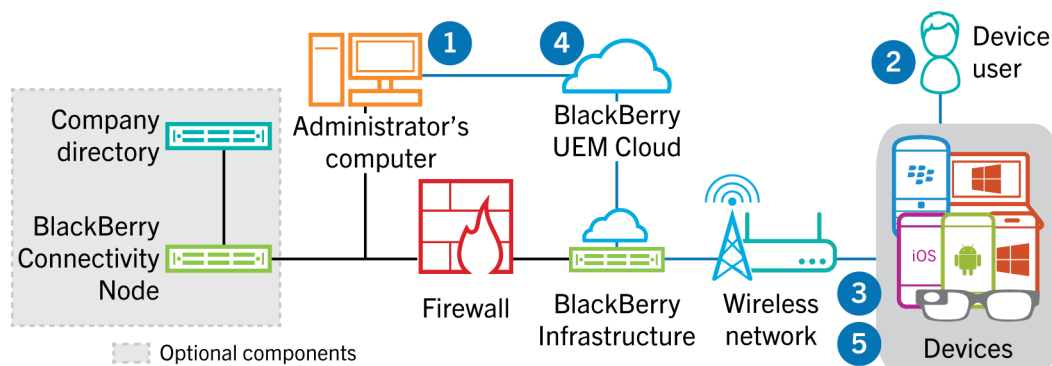 1
4
2
Device
user
Company
directory
Administrator's
computer
BlackBerry
UEM Cloud
BlackBerry
Connectivity
Node
iOS
Firewall
BlackBerry
Infrastructure
Wireless
network
3
5
Devices
Optional components